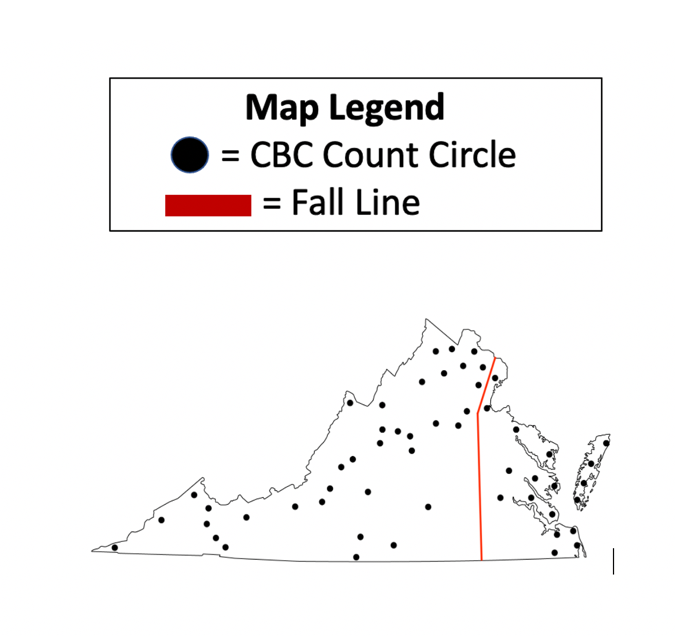 Map Legend
= CBC Count Circle
= Fall Line